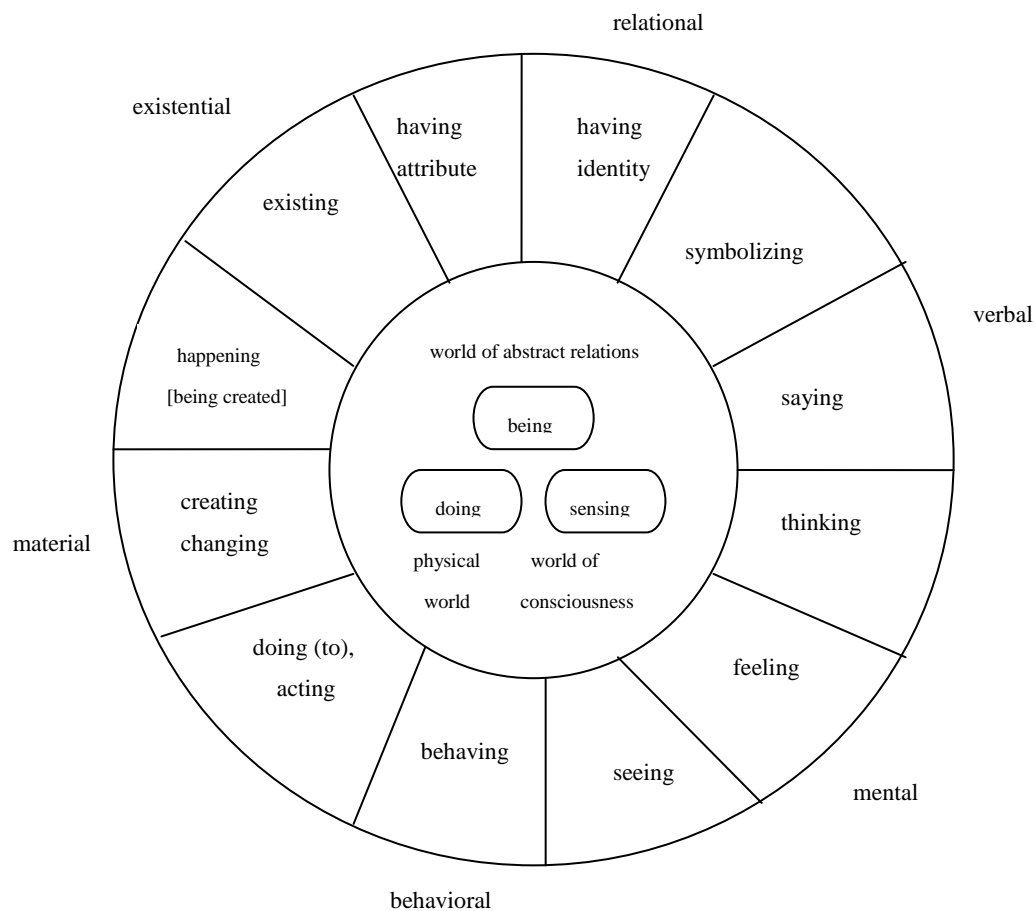 relational
existential
having
attribute
having
identity
existing
symbolizing
verbal
happening
[being created]
world of abstract relations
being
saying
creating
changing
material
doing
sensing
thinking
physical
world
world of
consciousness
doing (to),
acting
feeling
behaving
seeing
mental
behavioral